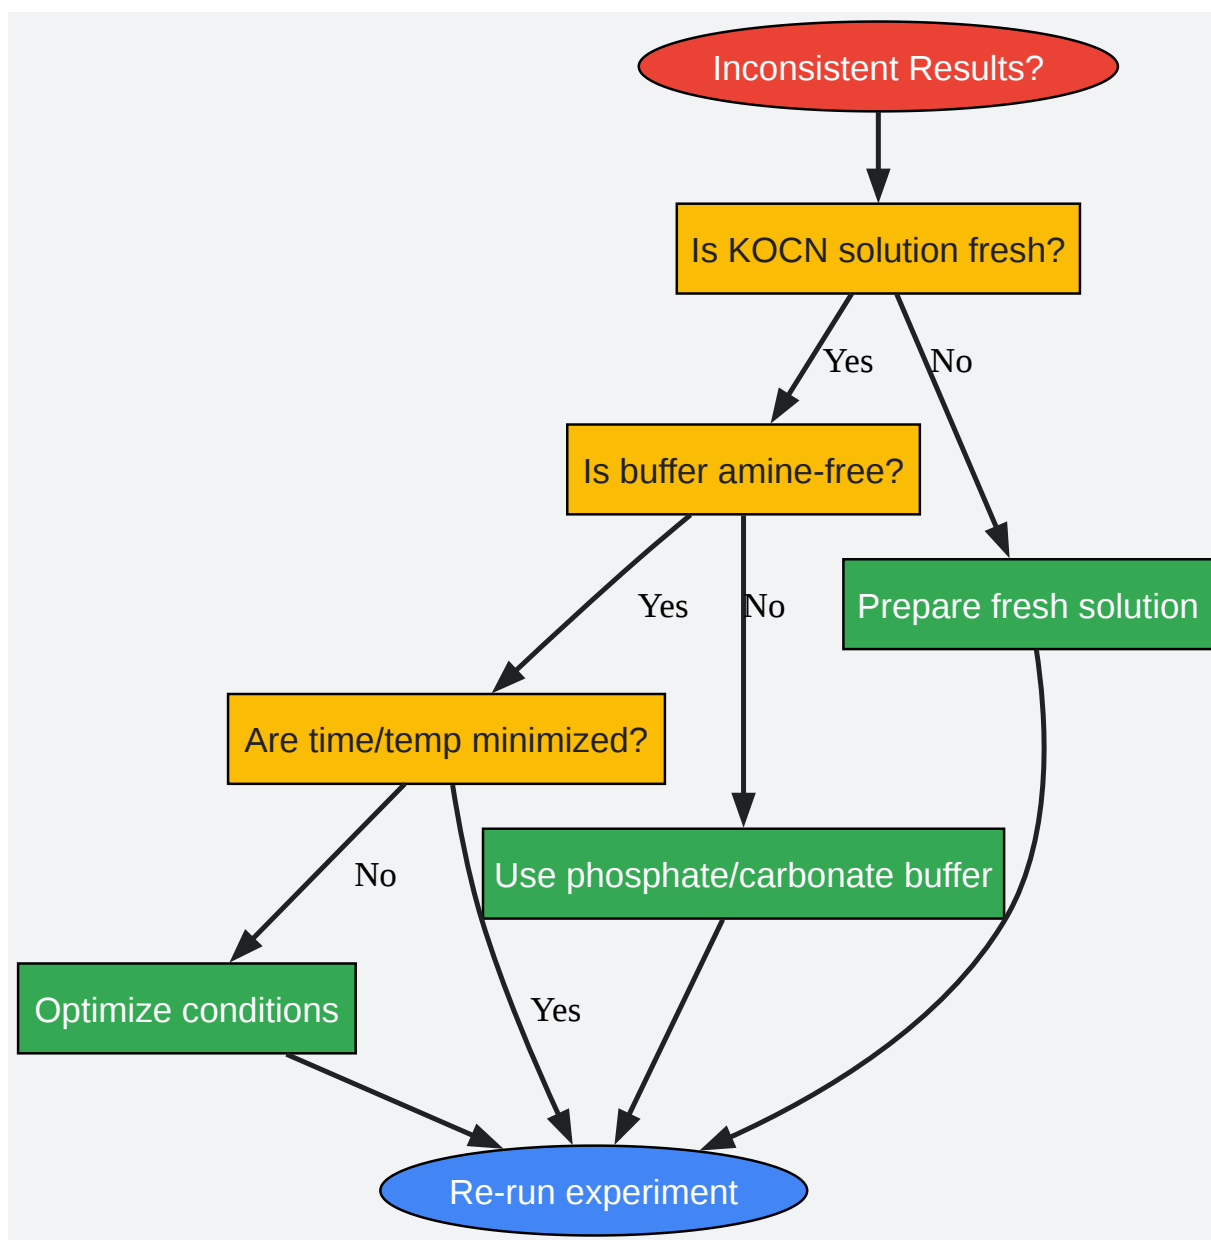 Inconsistent Results?
Is KOCN solution fresh?
Yes
No
Is buffer amine-free?
Yes
No
Prepare fresh solution
Are time/temp minimized?
No
Use phosphate/carbonate buffer
Optimize conditions
Yes
Re-run experiment